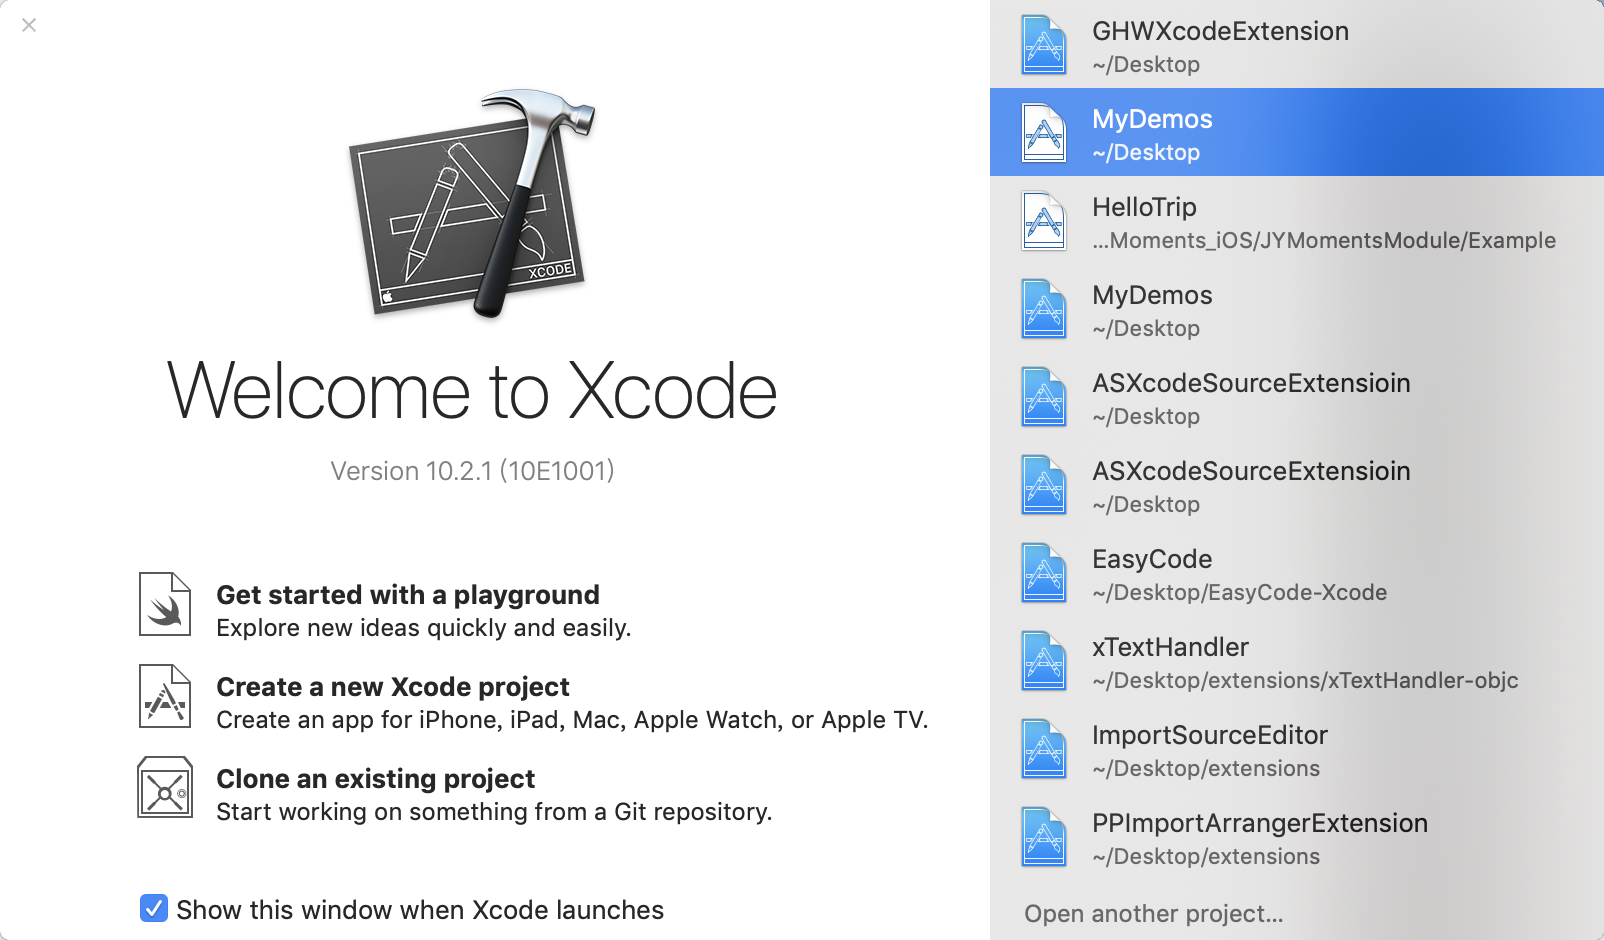 XCODE
Welcome to Xcode
Version 10.2.1 (10E1001)
Get started with a playground
Explore new ideas quickly and easily.
Create a new Xcode project
Create an app for iPhone, iPad, Mac, Apple Watch, or Apple TV.
Clone an existing project
Start working on something from a Git repository.
Show this window when Xcode launches
GHWXcodeExtension
~/Desktop
MyDemos
~/Desktop
HelloTrip
...Moments_iOS/JYMomentsModule/Example
MyDemos
~/Desktop
ASXcodeSourceExtensioin
~/Desktop
ASXcodeSourceExtensioin
~/Desktop
EasyCode
~/Desktop/EasyCode-Xcode
xTextHandler
~/Desktop/extensions/xTextHandler-objc
ImportSourceEditor
~/Desktop/extensions
PPImportArrangerExtension
~/Desktop/extensions
Open another project...